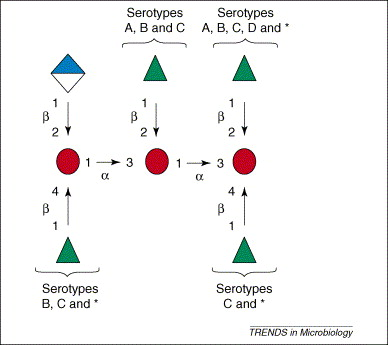 Serotypes Serotypes
A, B and C A, B, C, D and *
1 1 1
β β β
2 2 2
1 3 1 3
α α
4 4
β β
1 1
Serotypes Serotypes
B, C and * C and *
TRENDS in Microbiology